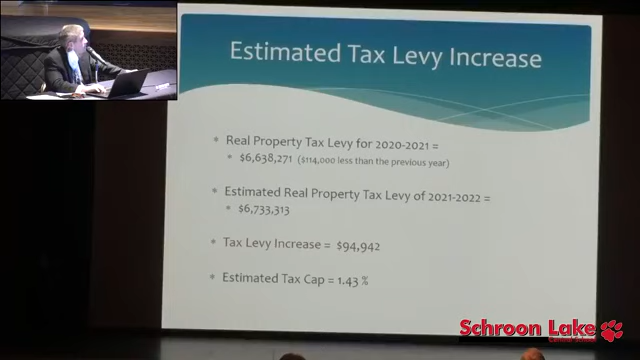 Estimated Tax Levy Increase
Real Property Tax Levy for 2020-2021 =
$6,638,271 ($114,000 less than the previous year)
Estimated Real Property Tax Levy of 2021-2022 =
$6,733,313
Tax Levy Increase = $94,942
Estimated Tax Cap = 1.43 %
Schroon Lake